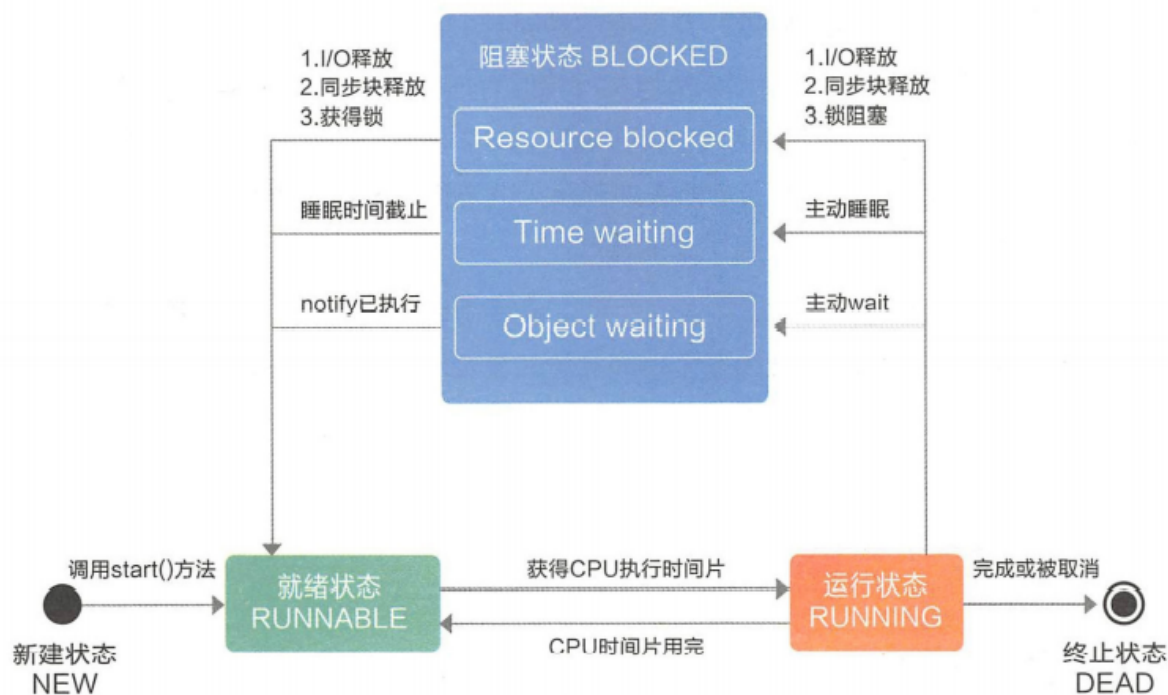 阻塞状态 BLOCKED
1.I/O释放
2.同步块释放
3.获得锁
1.I/O释放
2.同步块释放
3.锁阻塞
Resource blocked
睡眠时间截止
Time waiting
主动睡眠
notify已执行
Object waiting
主动wait
调用start()方法
就绪状态
RUNNABLE
获得CPU执行时间片
CPU时间片用完
运行状态
RUNNING
完成或被取消
新建状态
NEW
终止状态
DEAD